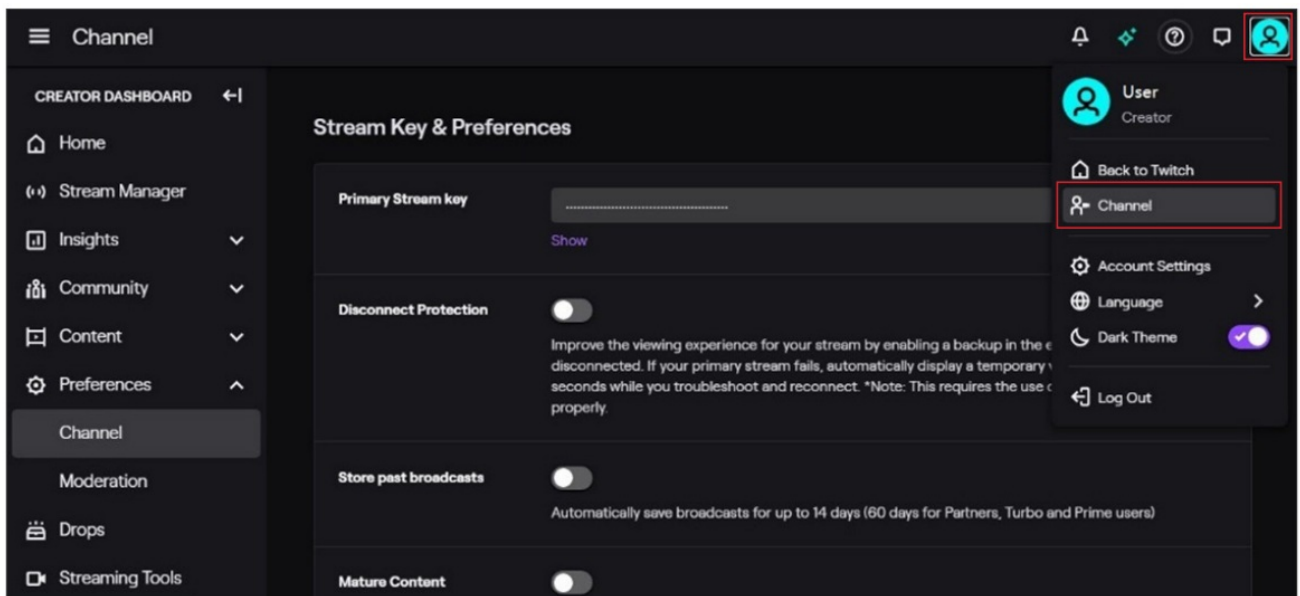 Channel
CREATOR DASHBOARD
Home
Stream Manager
Insights
Community
Content
Preferences
Channel
Moderation
Drops
Streaming Tools
Stream Key & Preferences
Primary Stream key
Show
Disconnect Protection
Improve the viewing experience for your stream by enabling a backup in the
disconnected. If your primary stream fails, automatically display a temporary
seconds while you troubleshoot and reconnect. *Note: This requires the use
properly.
Store past broadcasts
Automatically save broadcasts for up to 14 days (60 days for Partners, Turbo and Prime users)
Mature Content
User
Creator
Back to Twitch
Channel
Account Settings
Language
Dark Theme
Log Out